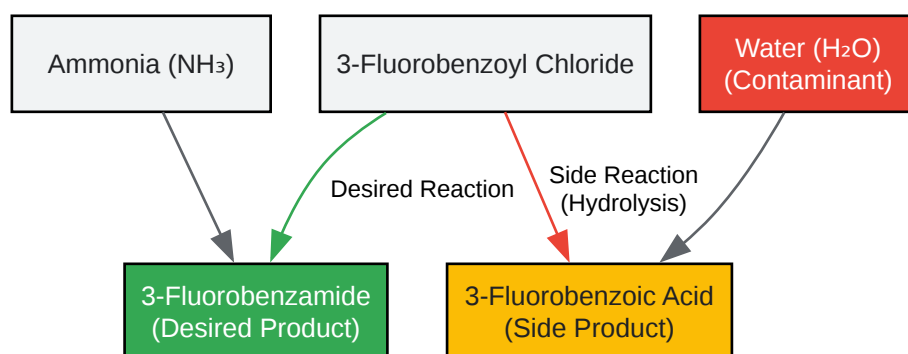 Ammonia (NH₃)
3-Fluorobenzoyl Chloride
Water (H₂O)
(Contaminant)
Desired Reaction
Side Reaction
(Hydrolysis)
3-Fluorobenzamide
(Desired Product)
3-Fluorobenzoic Acid
(Side Product)